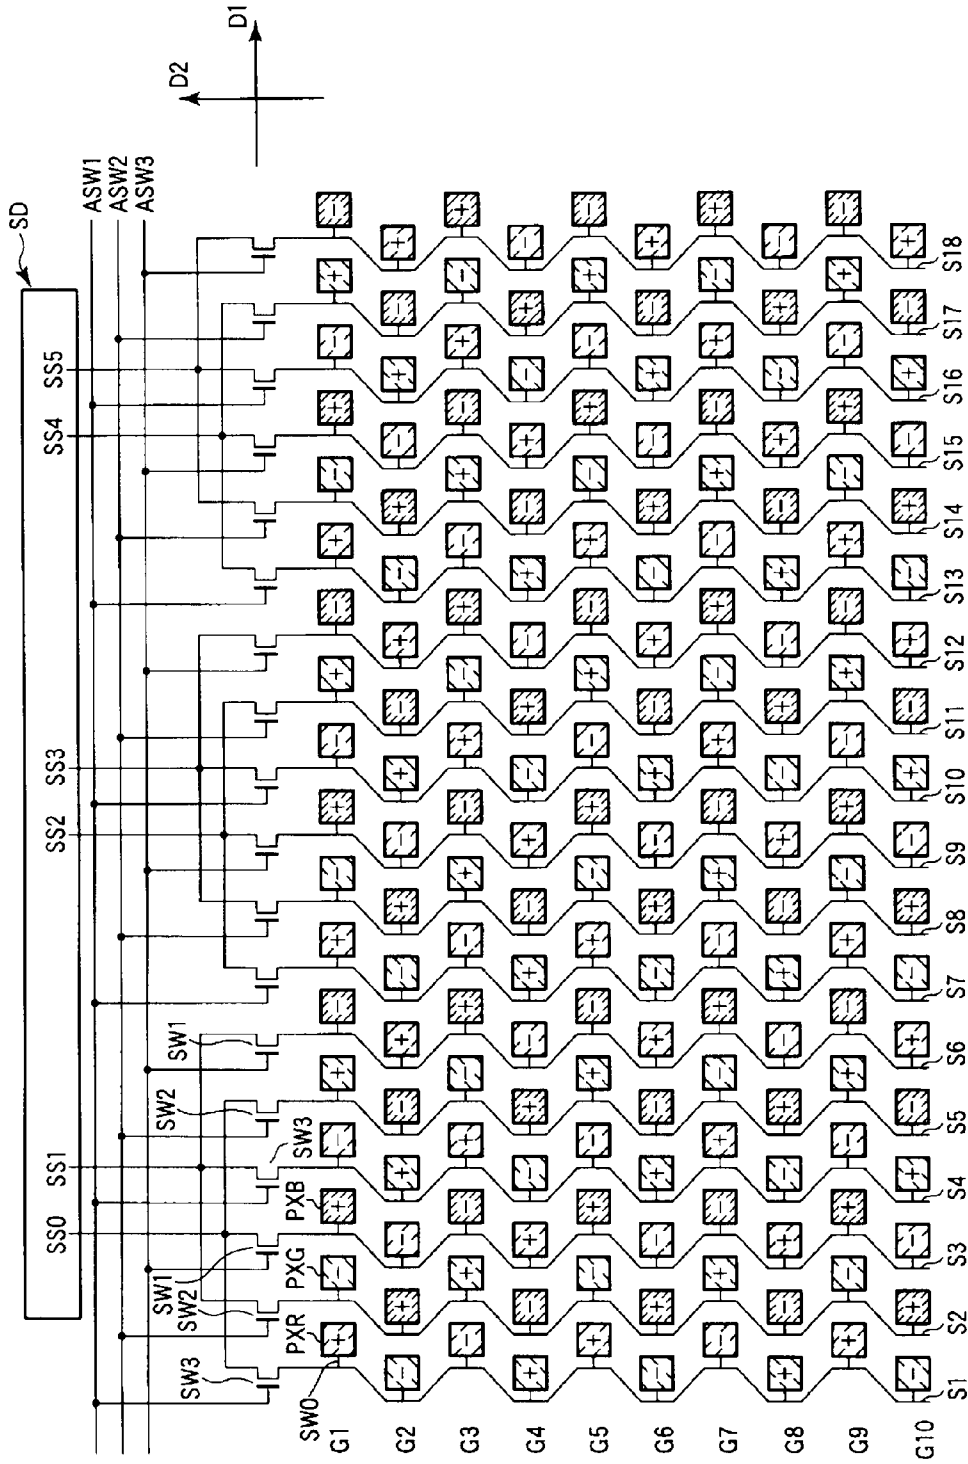 SD
D1
D2
ASW1
ASW2
ASW3
SS0
SS1
SS2
SS3
SS4
SS5
SW3
SW2
SW1
SW3
SW2
SW1
SW0
PXR
PXG
PXB
G1 + - + - + - + - + - + - + - + - + -
G2 - + - + - + - + - + - + - + - + - +
G3 - + - + - + - + - + - + - + - + - +
G4 + - + - + - + - + - + - + - + - + -
G5 + - + - + - + - + - + - + - + - + -
G6 - + - + - + - + - + - + - + - + - +
G7 - + - + - + - + - + - + - + - + - +
G8 + - + - + - + - + - + - + - + - + -
G9 + - + - + - + - + - + - + - + - + -
G10 - + - + - + - + - + - + - + - + - +
S1 S2 S3 S4 S5 S6 S7 S8 S9 S10 S11 S12 S13 S14 S15 S16 S17 S18